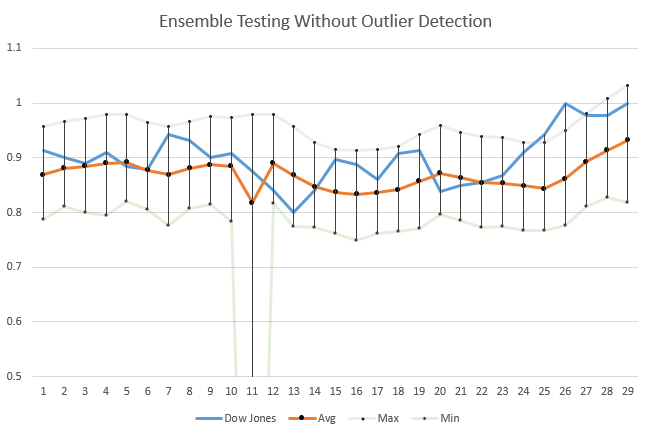 Ensemble Testing Without Outlier Detection
1.1
1
0.9
0.8
0.7
0.6
0.5
1 2 3 4 5 6 7 8 9 10 11 12 13 14 15 16 17 18 19 20 21 22 23 24 25 26 27 28 29
Dow Jones Avg Max Min